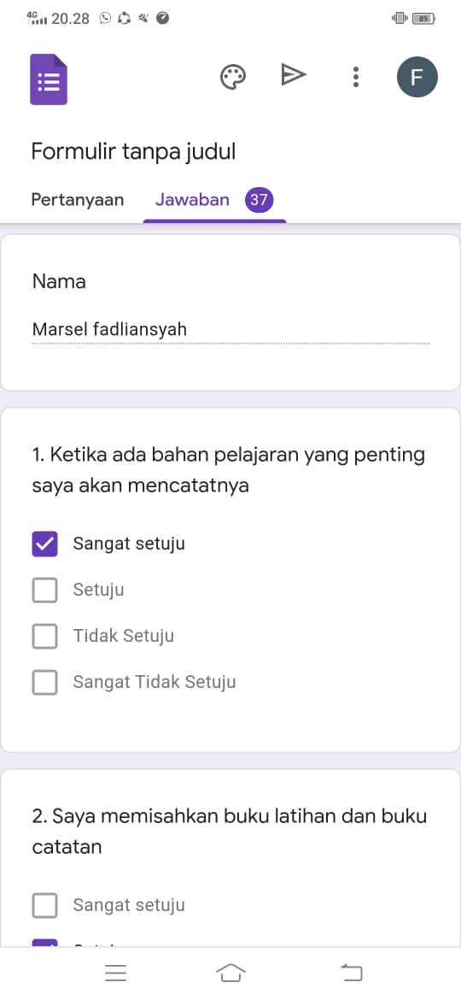 4G 20.28 89
F
Formulir tanpa judul
Pertanyaan Jawaban 37
Nama
Marsel fadliansyah
1. Ketika ada bahan pelajaran yang penting
saya akan mencatatnya
Sangat setuju
Setuju
Tidak Setuju
Sangat Tidak Setuju
2. Saya memisahkan buku latihan dan buku
catatan
Sangat setuju